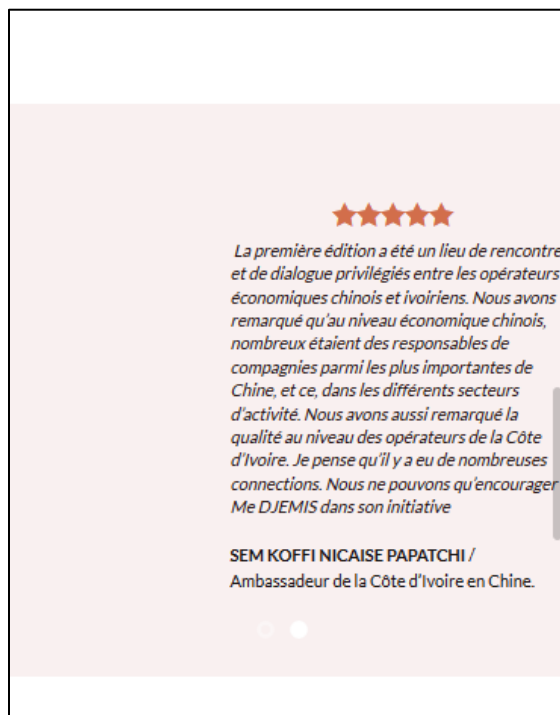 La première édition a été un lieu de rencontre
et de dialogue privilégiés entre les opérateurs
économiques chinois et ivoiriens. Nous avons
remarqué qu'au niveau économique chinois,
nombreux étaient des responsables de
compagnies parmi les plus importantes de
Chine, et ce, dans les différents secteurs
d'activité. Nous avons aussi remarqué la
qualité au niveau des opérateurs de la Côte
d'Ivoire. Je pense qu'il y a eu de nombreuses
connections. Nous ne pouvons qu'encourager
Me DJEMIS dans son initiative
SEM KOFFI NICAISE PAPATCHI /
Ambassadeur de la Côte d'Ivoire en Chine.